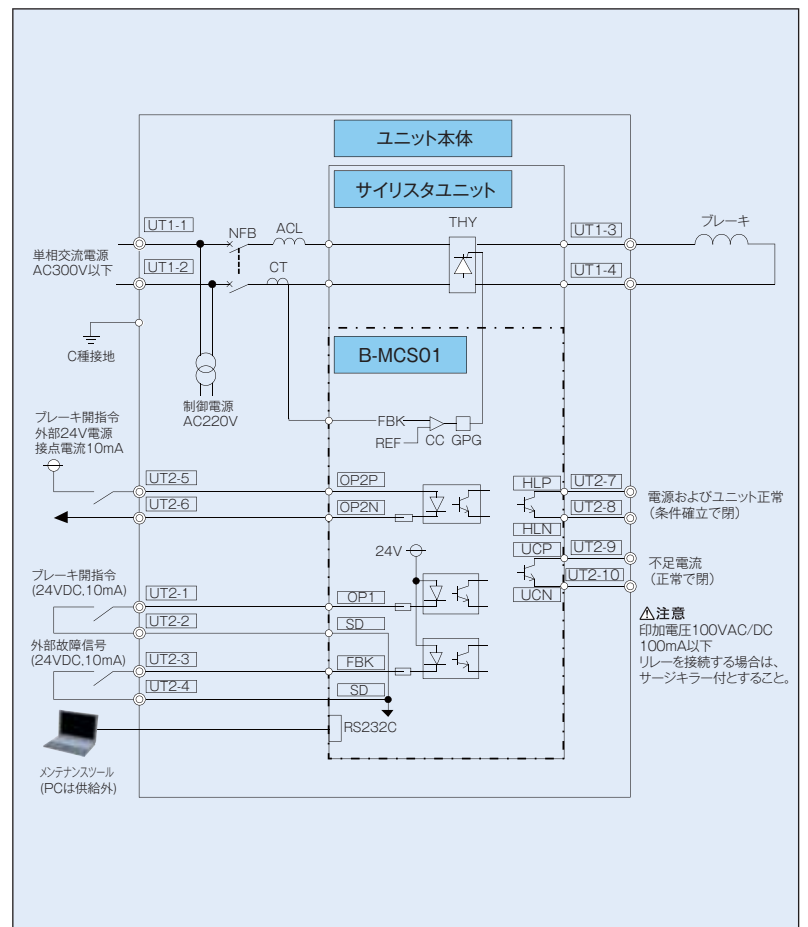 ユニット本体
サイリスタユニット
UT1-1
NFB
ACL
THY
UT1-3
ブレーキ
単相交流電源
AC300V以下
UT1-2
CT
UT1-4
C種接地
B-MCS01
制御電源
AC220V
FBK
REF
CC
GPG
ブレーキ開指令
外部24V電源
接点電流10mA
UT2-5
OP2P
HLP
UT2-7
UT2-6
OP2N
UT2-8
HLN
電源およびユニット正常
(条件確立で閉)
24V
UCP
UT2-9
UT2-10
UCN
不足電流
(正常で閉)
ブレーキ開指令
(24VDC,10mA)
UT2-1
OP1
UT2-2
SD
外部故障信号
(24VDC,10mA)
UT2-3
FBK
UT2-4
SD
⚠注意
印加電圧100VAC/DC
100mA以下
リレーを接続する場合は、
サージキラー付とすること。
RS232C
メンテナンスツール
(PCは供給外)